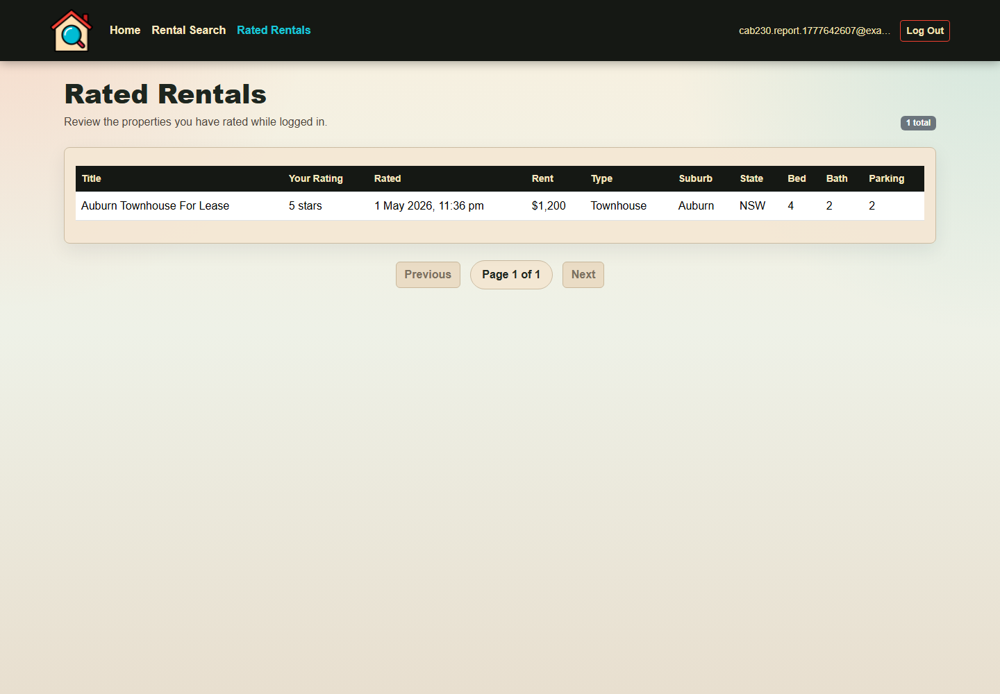 Home Rental Search Rated Rentals cab230.report.1777642607@exa... Log Out
Rated Rentals
Review the properties you have rated while logged in.
1 total
Title Your Rating Rated Rent Type Suburb State Bed Bath Parking
Auburn Townhouse For Lease 5 stars 1 May 2026, 11:36 pm $1,200 Townhouse Auburn NSW 4 2 2
Previous Page 1 of 1 Next